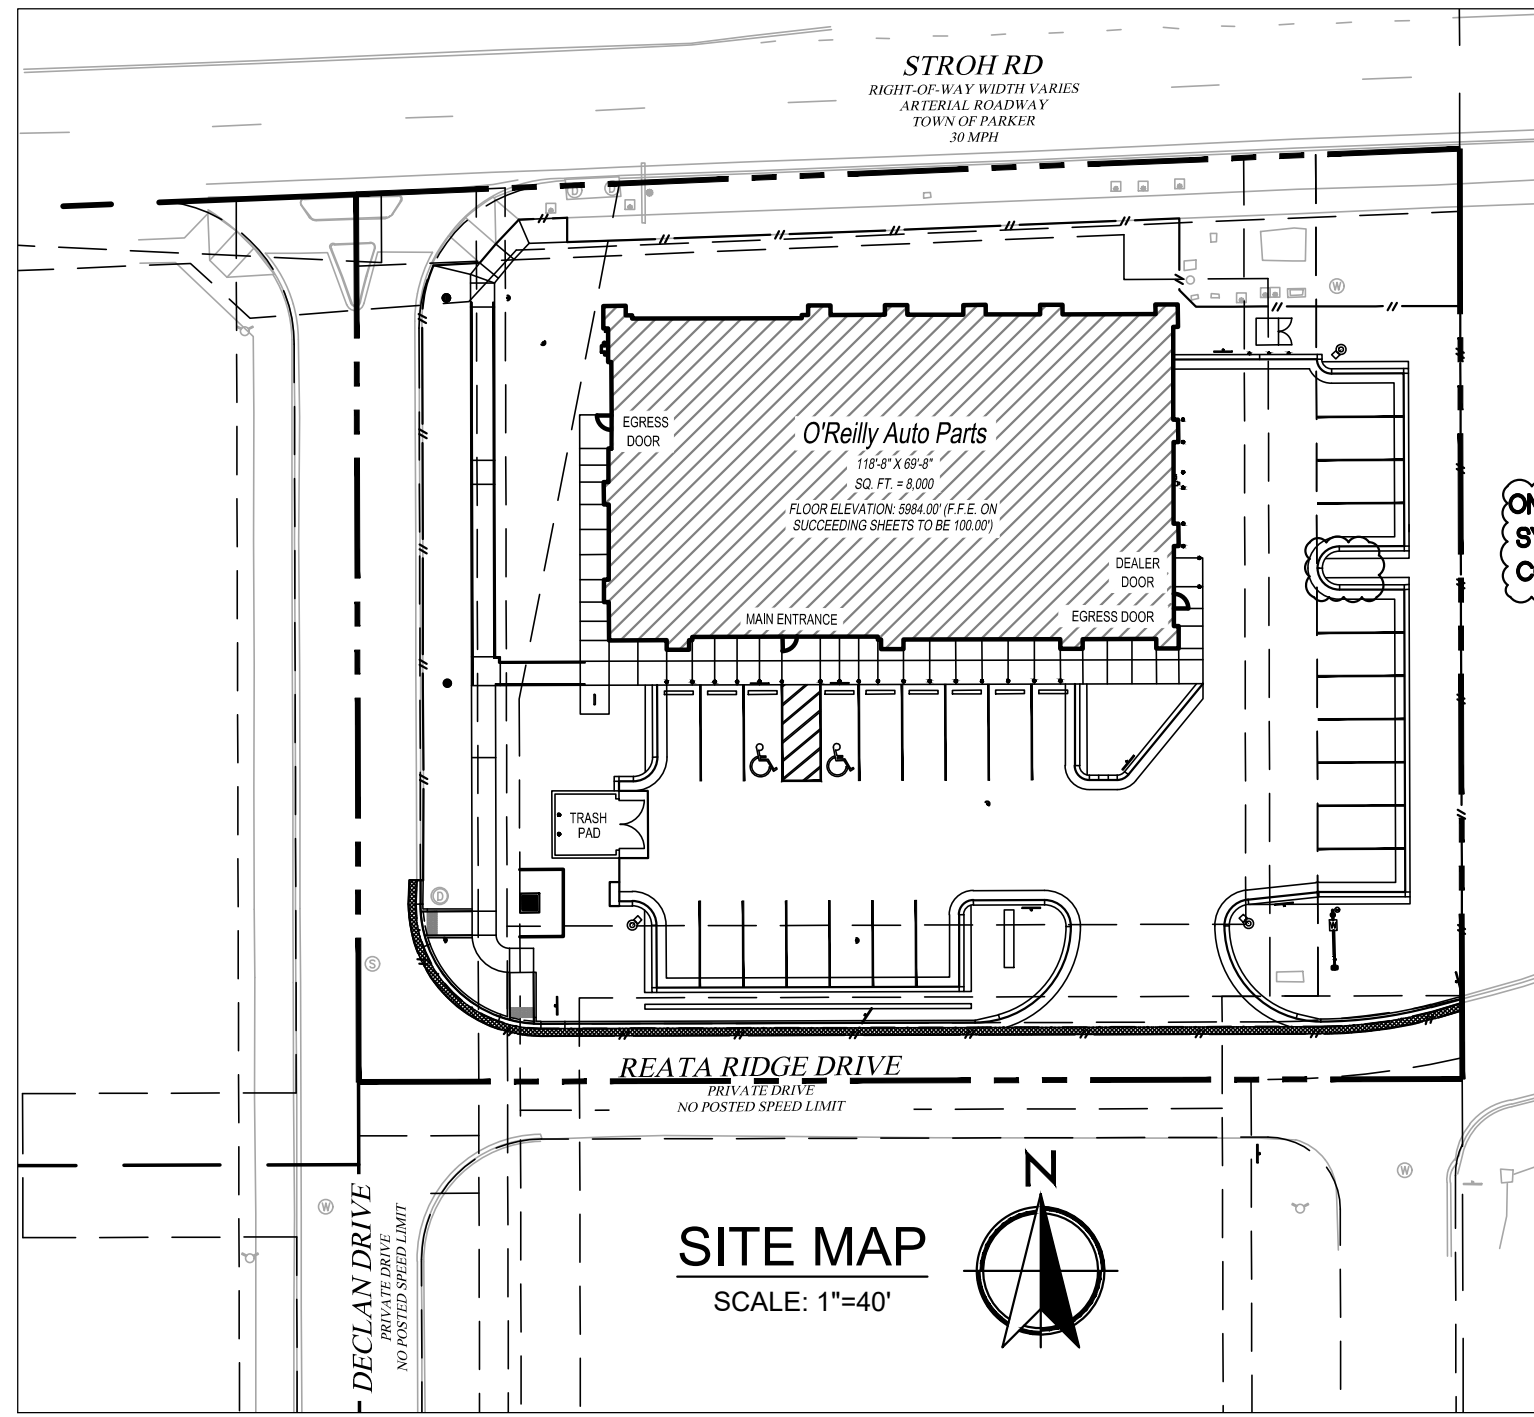 STROH RD
RIGHT-OF-WAY WIDTH VARIES
ARTERIAL ROADWAY
TOWN OF PARKER
30 MPH
D
D
W
EGRESS
DOOR
O'Reilly Auto Parts
118'-8" X 69'-8"
SQ. FT. = 8,000
FLOOR ELEVATION: 5984.00' (F.F.E. ON
SUCCEEDING SHEETS TO BE 100.00')
DEALER
DOOR
MAIN ENTRANCE
EGRESS DOOR
TRASH
PAD
D
S
REATA RIDGE DRIVE
PRIVATE DRIVE
NO POSTED SPEED LIMIT
W
W
DECLAN DRIVE
PRIVATE DRIVE
NO POSTED SPEED LIMIT
N
SITE MAP
SCALE: 1"=40'